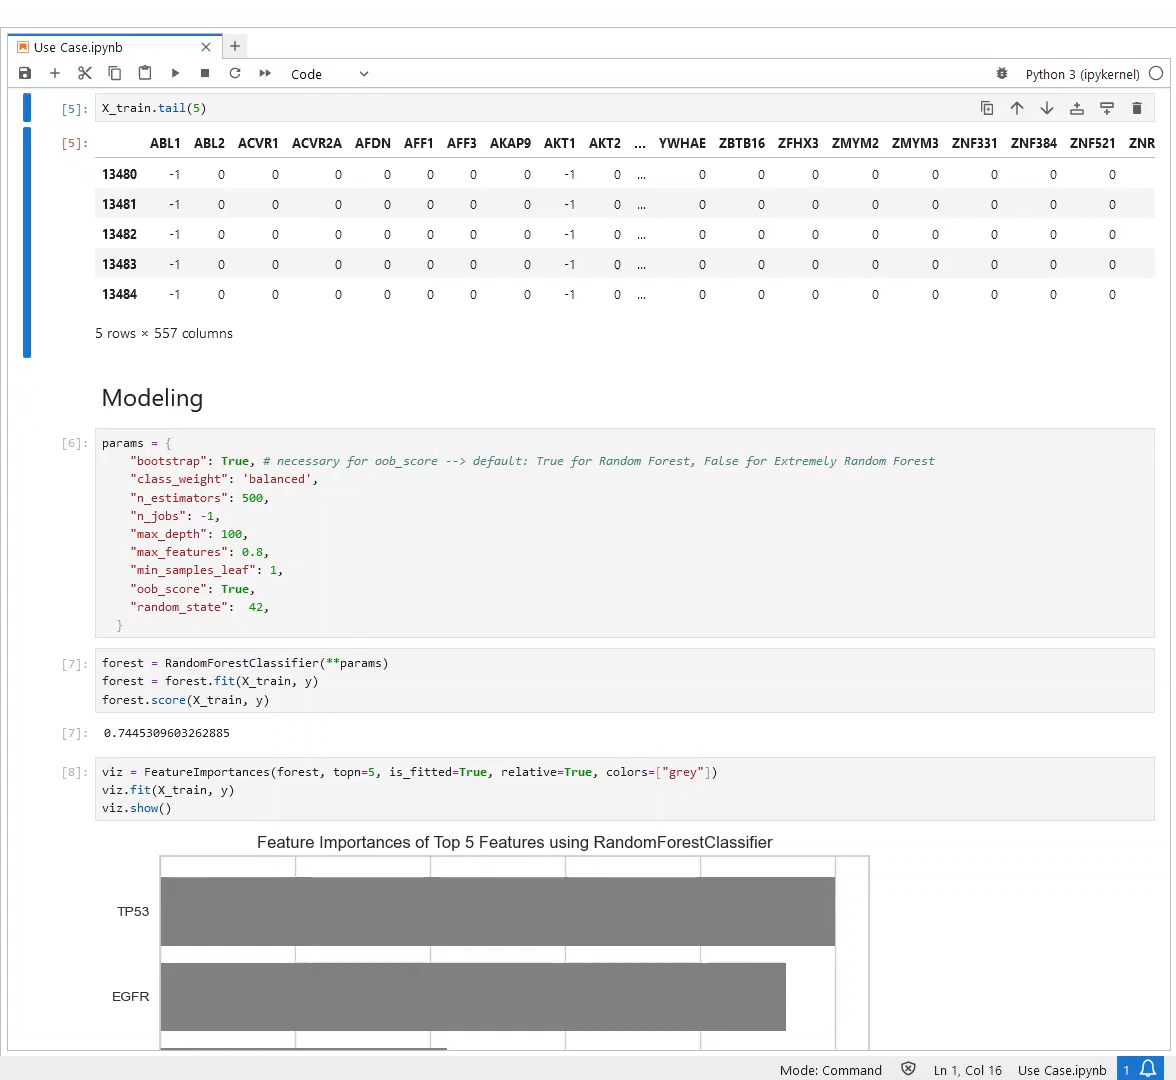 Use Case.ipynb
Code
Python 3 (ipykernel)
[5]: X_train.tail(5)
[5]: ABL1 ABL2 ACVR1 ACVR2A AFDN AFF1 AFF3 AKAP9 AKT1 AKT2 ... YWHAE ZBTB16 ZFHX3 ZMYM2 ZMYM3 ZNF331 ZNF384 ZNF521 ZNR
13480 -1 0 0 0 0 0 0 0 -1 0 ... 0 0 0 0 0 0 0 0
13481 -1 0 0 0 0 0 0 0 -1 0 ... 0 0 0 0 0 0 0 0
13482 -1 0 0 0 0 0 0 0 -1 0 ... 0 0 0 0 0 0 0 0
13483 -1 0 0 0 0 0 0 0 -1 0 ... 0 0 0 0 0 0 0 0
13484 -1 0 0 0 0 0 0 0 -1 0 ... 0 0 0 0 0 0 0 0
5 rows × 557 columns
Modeling
[6]: params = {
"bootstrap": True, # necessary for oob_score --> default: True for Random Forest, False for Extremely Random Forest
"class_weight": 'balanced',
"n_estimators": 500,
"n_jobs": -1,
"max_depth": 100,
"max_features": 0.8,
"min_samples_leaf": 1,
"oob_score": True,
"random_state":  42,
}
[7]: forest = RandomForestClassifier(**params)
forest = forest.fit(X_train, y)
forest.score(X_train, y)
[7]: 0.7445309603262885
[8]: viz = FeatureImportances(forest, topn=5, is_fitted=True, relative=True, colors=["grey"])
viz.fit(X_train, y)
viz.show()
Feature Importances of Top 5 Features using RandomForestClassifier
TP53
EGFR
Mode: Command Ln 1, Col 16 Use Case.ipynb 1